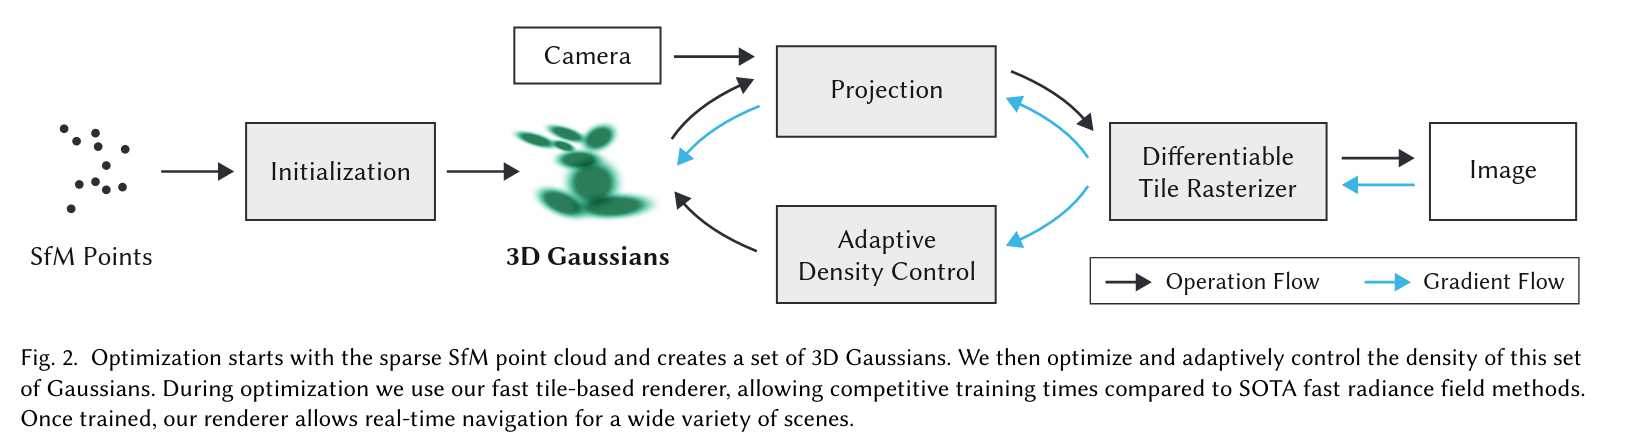 Camera
Projection
Initialization
Differentiable
Tile Rasterizer
Image
SfM Points
3D Gaussians
Adaptive
Density Control
Operation Flow
Gradient Flow
Fig. 2. Optimization starts with the sparse SfM point cloud and creates a set of 3D Gaussians. We then optimize and adaptively control the density of this set
of Gaussians. During optimization we use our fast tile-based renderer, allowing competitive training times compared to SOTA fast radiance field methods.
Once trained, our renderer allows real-time navigation for a wide variety of scenes.